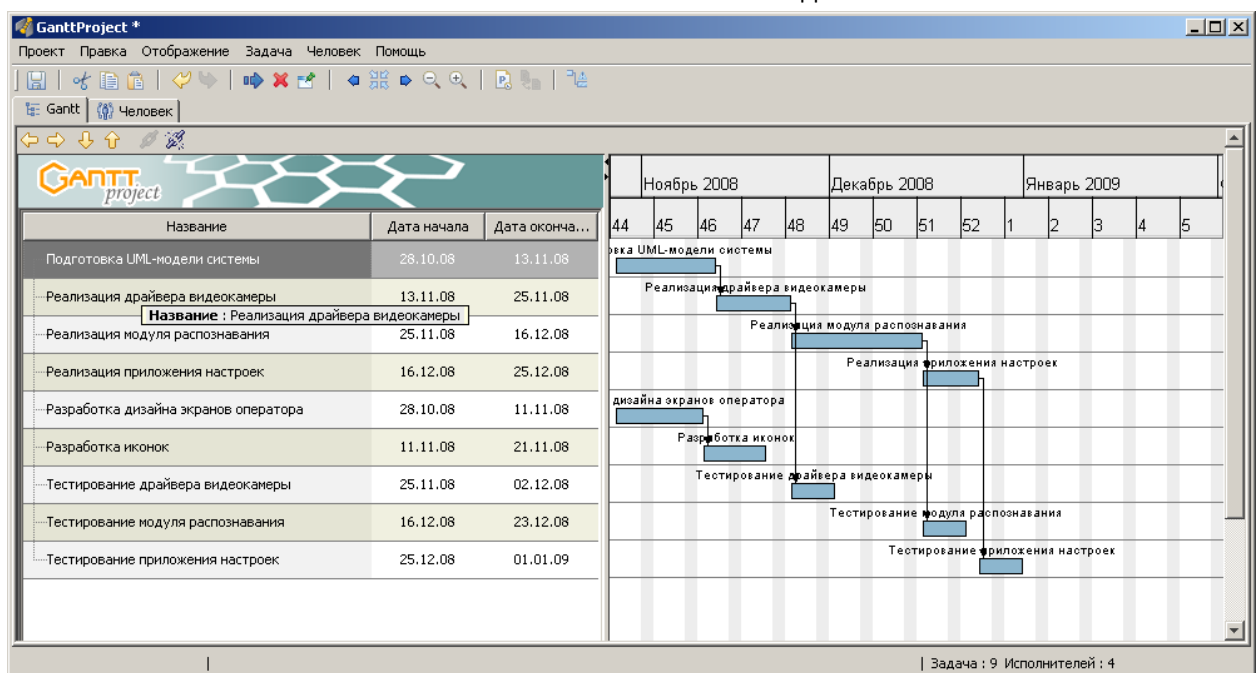 GanttProject *
Проект Правка Отображение Задача Человек Помощь
Gantt Человек
GANTT
project
Ноябрь 2008 Декабрь 2008 Январь 2009
Название Дата начала Дата оконча... 44 45 46 47 48 49 50 51 52 1 2 3 4 5
Подготовка UML-модели системы 28.10.08 13.11.08 овка UML-модели системы
Реализация драйвера видеокамеры 13.11.08 25.11.08 Реализация драйвера видеокамеры
Название : Реализация драйвера видеокамеры
Реализация модуля распознавания 25.11.08 16.12.08 Реализация модуля распознавания
Реализация приложения настроек 16.12.08 25.12.08 Реализация приложения настроек
Разработка дизайна экранов оператора 28.10.08 11.11.08 дизайна экранов оператора
Разработка иконок 11.11.08 21.11.08 Разработка иконок
Тестирование драйвера видеокамеры 25.11.08 02.12.08 Тестирование драйвера видеокамеры
Тестирование модуля распознавания 16.12.08 23.12.08 Тестирование модуля распознавания
Тестирование приложения настроек 25.12.08 01.01.09 Тестирование приложения настроек
Задача : 9 Исполнителей : 4